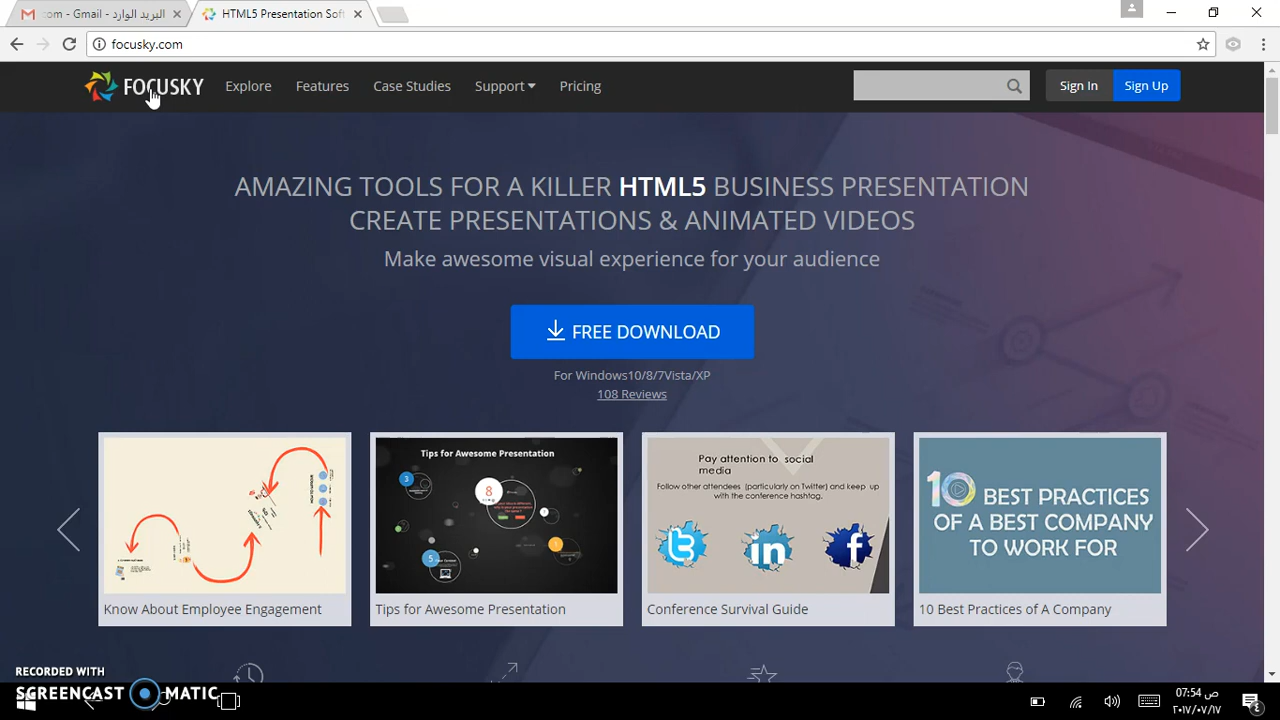 البريد الوارد - Gmail - com
HTML5 Presentation Soft
focusky.com
FOCUSKY
Explore
Features
Case Studies
Support
Pricing
Sign In
Sign Up
AMAZING TOOLS FOR A KILLER HTML5 BUSINESS PRESENTATION
CREATE PRESENTATIONS & ANIMATED VIDEOS
Make awesome visual experience for your audience
FREE DOWNLOAD
For Windows10/8/7Vista/XP
108 Reviews
Tips for Awesome Presentation
3
8
1
5
Pay attention to social
media
Follow other attendees (particularly on Twitter) and keep up
with the conference hashtag.
10 BEST PRACTICES
OF A BEST COMPANY
TO WORK FOR
Know About Employee Engagement
Tips for Awesome Presentation
Conference Survival Guide
10 Best Practices of A Company
RECORDED WITH
SCREENCAST MATIC
07:54 ص
٢٠١٧/٠٧/١٧
٤